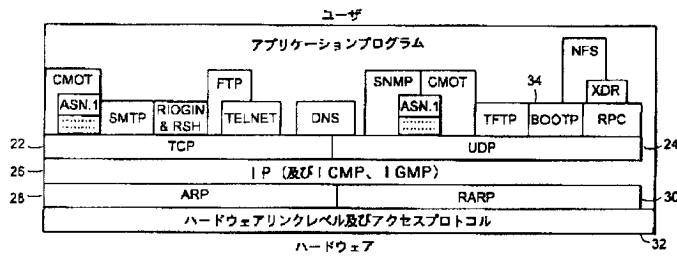 ユーザ
アプリケーションプログラム
NFS
CMOT
FTP
SNMP
CMOT
34
XDR
ASN.1
ASN.1
SMTP
RIOGIN
& RSH
TELNET
DNS
TFTP
BOOTP
RPC
22
TCP
UDP
24
26
IP (及びICMP、IGMP)
28
ARP
RARP
30
ハードウェアリンクレベル及びアクセスプロトコル
32
ハードウェア